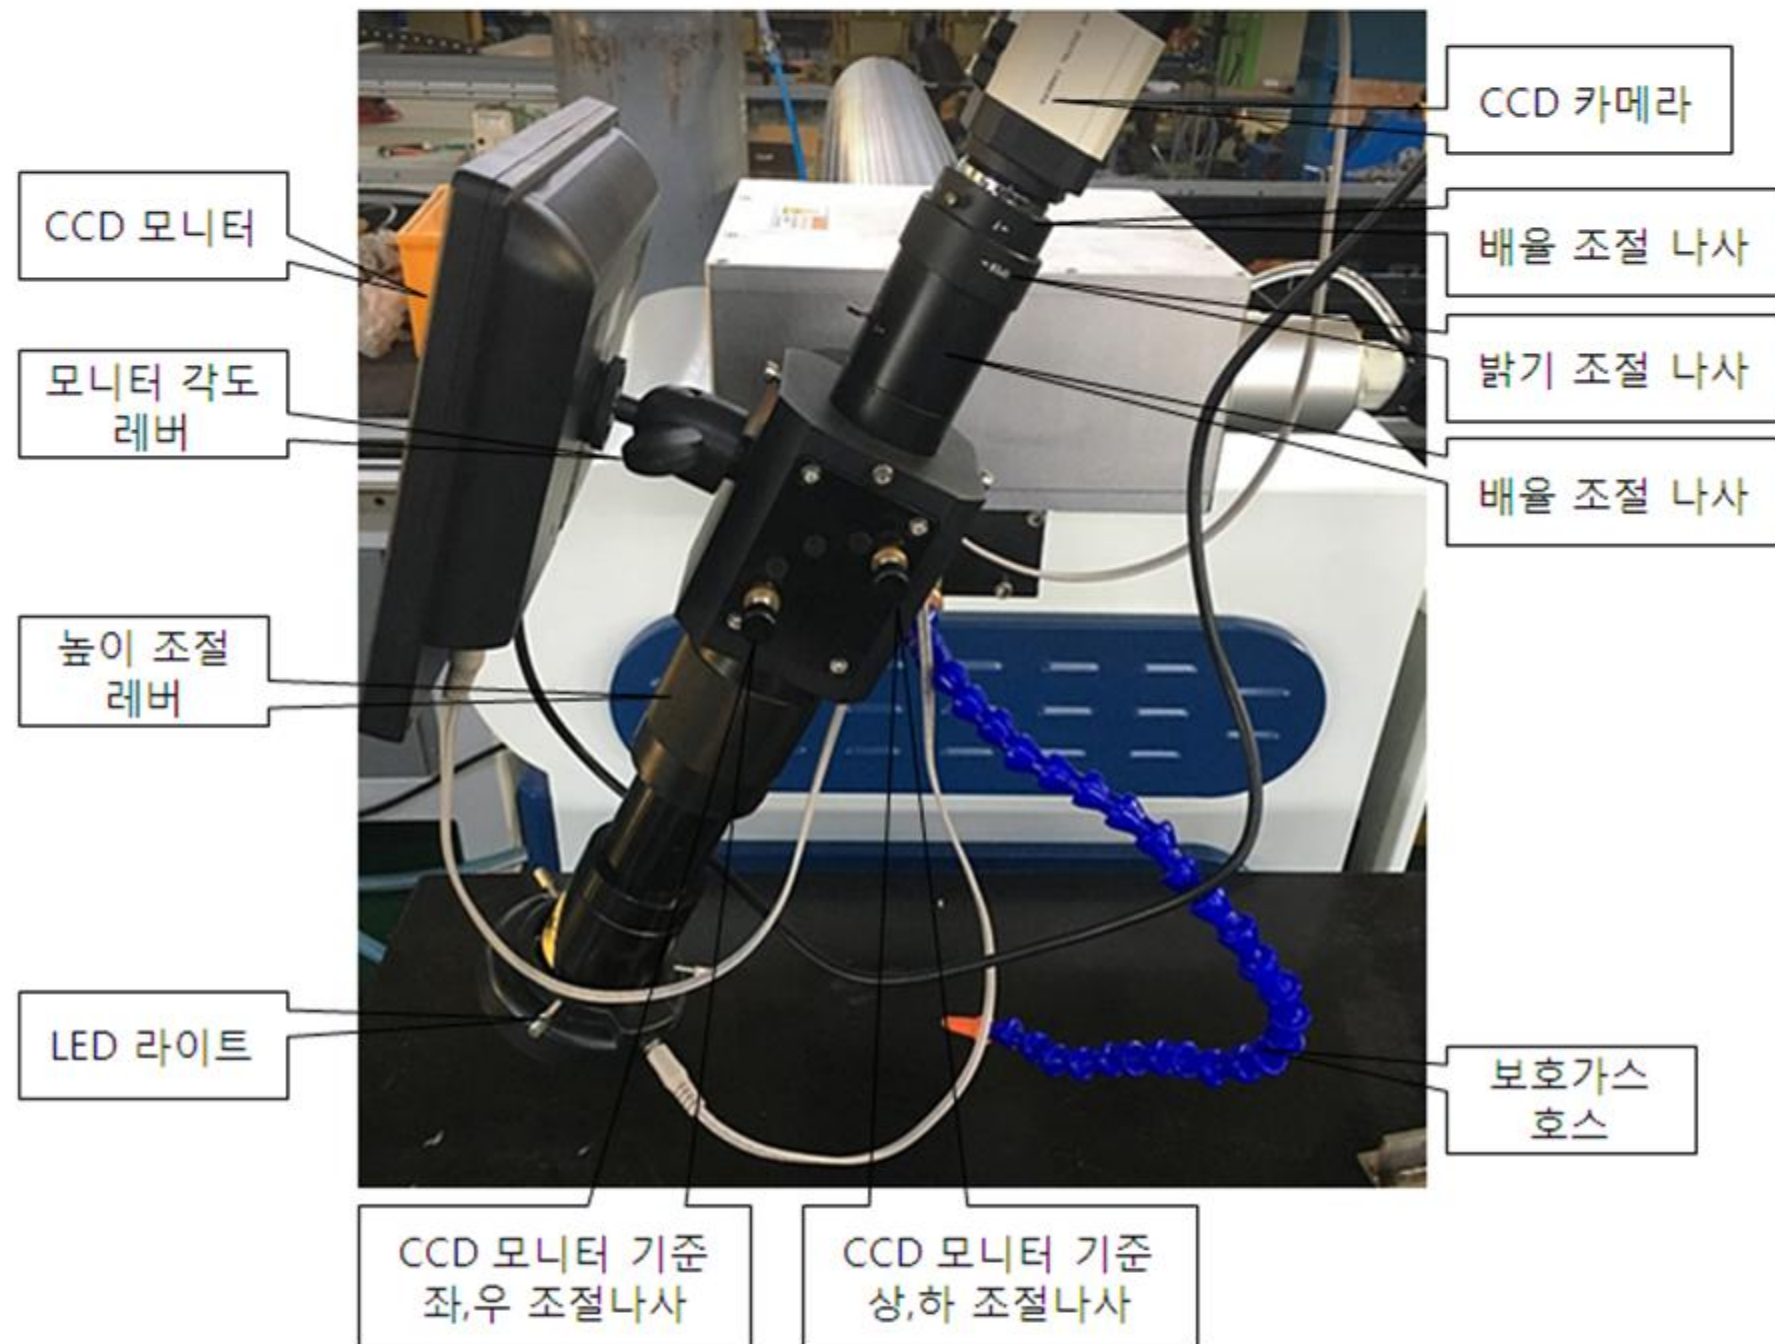 CCD 카메라
CCD 모니터
배율 조절 나사
밝기 조절 나사
모니터 각도
레버
배율 조절 나사
높이 조절
레버
LED 라이트
보호가스
호스
CCD 모니터 기준
좌,우 조절나사
CCD 모니터 기준
상,하 조절나사